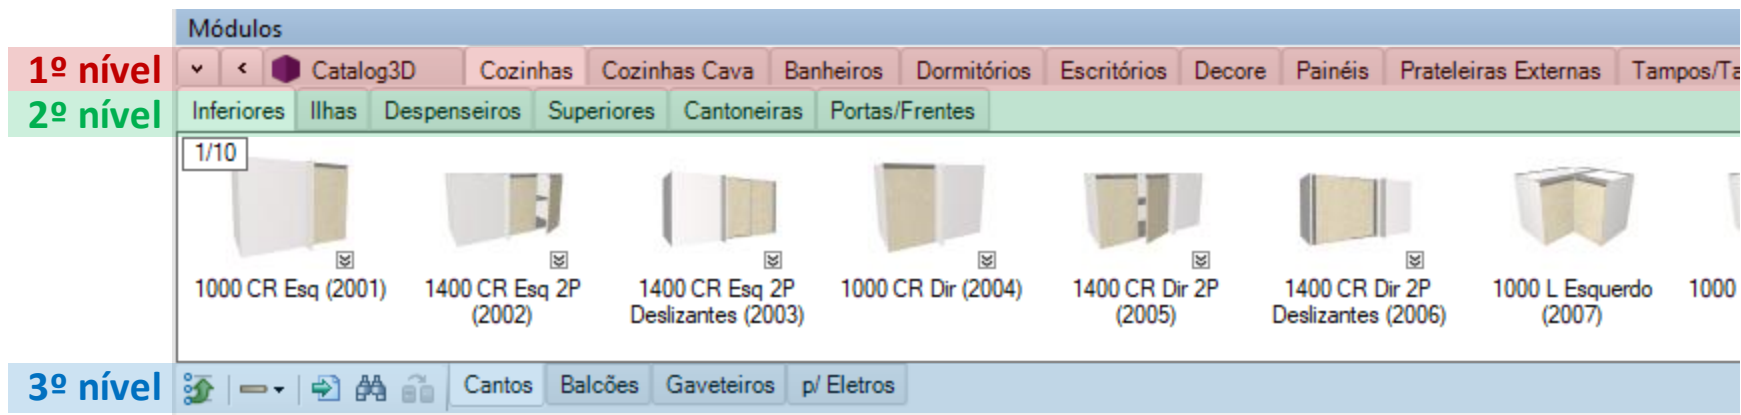 Módulos
1º nível Catalog3D Cozinhas Cozinhas Cava Banheiros Dormitórios Escritórios Decore Painéis Prateleiras Externas Tampos/Ta
2º nível Inferiores Ilhas Despenseiros Superiores Cantoneiras Portas/Frentes
1/10
1000 CR Esq (2001) 1400 CR Esq 2P 1400 CR Esq 2P 1000 CR Dir (2004) 1400 CR Dir 2P 1400 CR Dir 2P 1000 L Esquerdo 1000
(2002) Deslizantes (2003) (2005) Deslizantes (2006) (2007)
3º nível Cantos Balcões Gaveteiros p/ Eletros